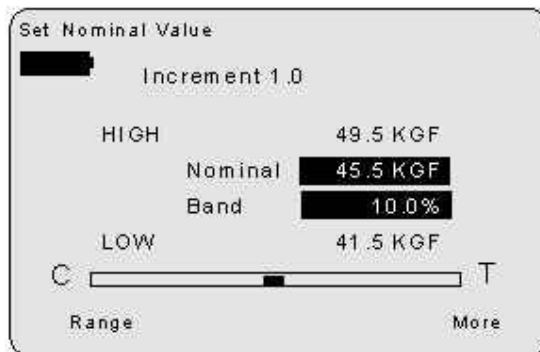 Set Nominal Value
Increment 1.0
HIGH 49.5 KGF
Nominal 45.5 KGF
Band 10.0%
LOW 41.5 KGF
C T
Range More